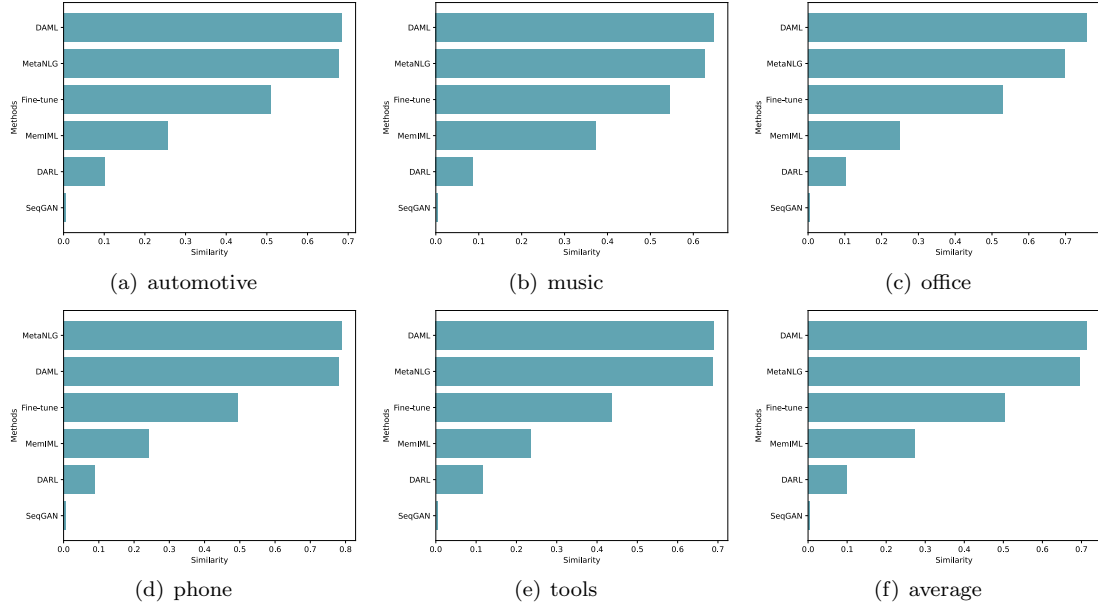 DAML
MetaNLG
Fine-tune
MemIML
DARL
SeqGAN
Methods
0.0 0.1 0.2 0.3 0.4 0.5 0.6 0.7
Similarity
(a) automotive
DAML
MetaNLG
Fine-tune
MemIML
DARL
SeqGAN
Methods
0.0 0.1 0.2 0.3 0.4 0.5 0.6
Similarity
(b) music
DAML
MetaNLG
Fine-tune
MemIML
DARL
SeqGAN
Methods
0.0 0.1 0.2 0.3 0.4 0.5 0.6 0.7
Similarity
(c) office
MetaNLG
DAML
Fine-tune
MemIML
DARL
SeqGAN
Methods
0.0 0.1 0.2 0.3 0.4 0.5 0.6 0.7 0.8
Similarity
(d) phone
DAML
MetaNLG
Fine-tune
MemIML
DARL
SeqGAN
Methods
0.0 0.1 0.2 0.3 0.4 0.5 0.6 0.7
Similarity
(e) tools
DAML
MetaNLG
Fine-tune
MemIML
DARL
SeqGAN
Methods
0.0 0.1 0.2 0.3 0.4 0.5 0.6 0.7
Similarity
(f) average